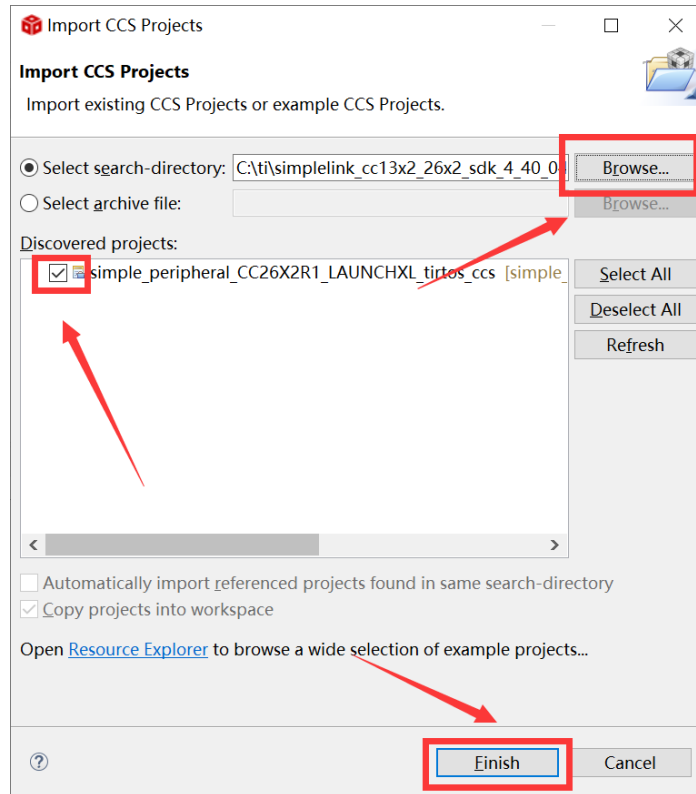 Import CCS Projects
Import CCS Projects
Import existing CCS Projects or example CCS Projects.
Select search-directory: C:\ti\simplelink_cc13x2_26x2_sdk_4_40_04 Browse...
Select archive file: Browse...
Discovered projects:
simple_peripheral_CC26X2R1_LAUNCHXL_tirtos_ccs [simple_ Select All
Deselect All
Refresh
Automatically import referenced projects found in same search-directory
Copy projects into workspace
Open Resource Explorer to browse a wide selection of example projects...
? Finish Cancel